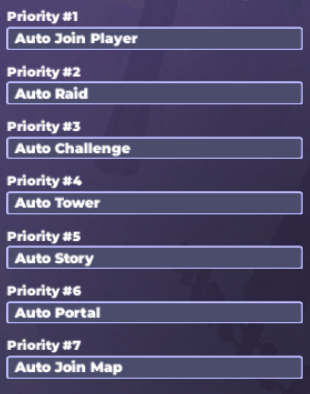 Priority #1
Auto Join Player
Priority #2
Auto Raid
Priority #3
Auto Challenge
Priority #4
Auto Tower
Priority #5
Auto Story
Priority #6
Auto Portal
Priority #7
Auto Join Map